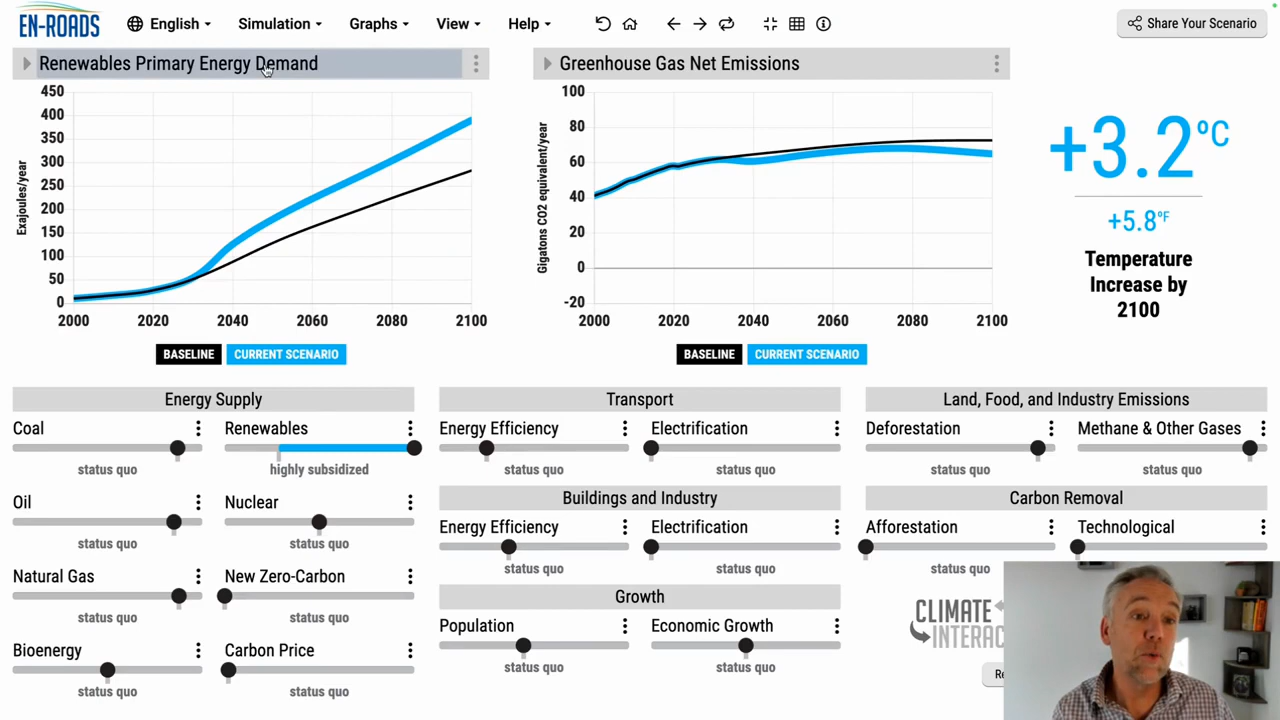 EN-ROADS
English
Simulation
Graphs
View
Help
Share Your Scenario
Renewables Primary Energy Demand
Exajoules/year
450
400
350
300
250
200
150
100
50
0
2000
2020
2040
2060
2080
2100
BASELINE
CURRENT SCENARIO
Greenhouse Gas Net Emissions
Gigatons CO2 equivalent/year
100
80
60
40
20
0
-20
2000
2020
2040
2060
2080
2100
BASELINE
CURRENT SCENARIO
+3.2°C
+5.8°F
Temperature
Increase by
2100
Energy Supply
Coal
status quo
Renewables
highly subsidized
Oil
status quo
Nuclear
status quo
Natural Gas
status quo
New Zero-Carbon
status quo
Bioenergy
status quo
Carbon Price
status quo
Transport
Energy Efficiency
status quo
Electrification
status quo
Buildings and Industry
Energy Efficiency
status quo
Electrification
status quo
Growth
Population
status quo
Economic Growth
status quo
Land, Food, and Industry Emissions
Deforestation
status quo
Methane & Other Gases
status quo
Carbon Removal
Afforestation
status quo
Technological
CLIMATE
INTERAC
Re